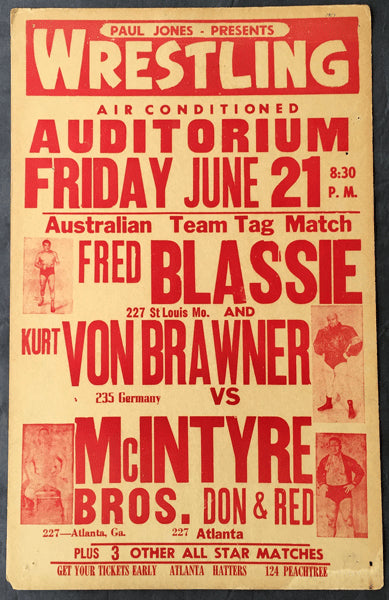 PAUL JONES - PRESENTS
WRESTLING
AIR CONDITIONED
AUDITORIUM
FRIDAY JUNE 21 8:30 P. M.
Australian Team Tag Match
FRED BLASSIE
227 St Louis Mo. AND
KURT VON BRAWNER
235 Germany VS
McINTYRE
BROS. DON & RED
227—Atlanta, Ga. 227 Atlanta
PLUS 3 OTHER ALL STAR MATCHES
GET YOUR TICKETS EARLY ATLANTA HATTERS 124 PEACHTREE